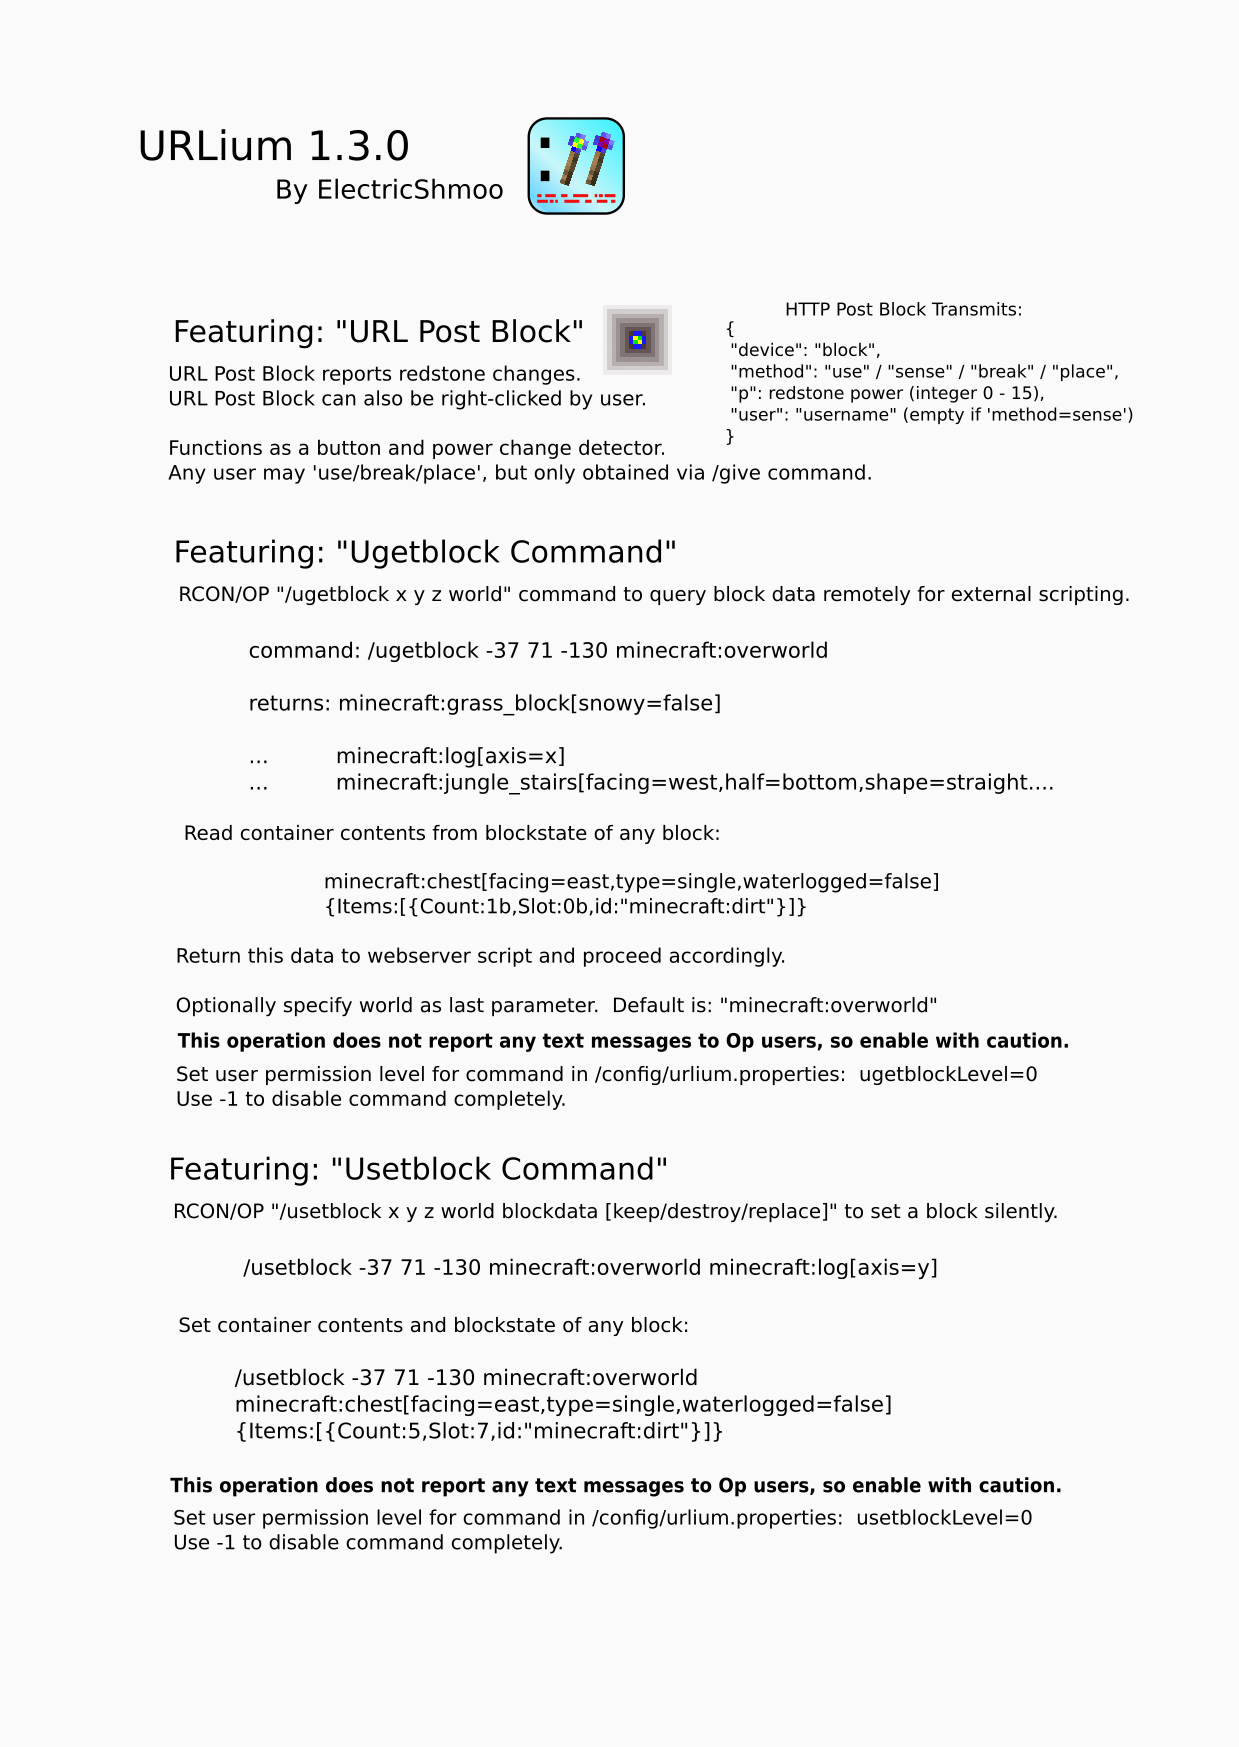 URLium 1.3.0
By ElectricShmoo
Featuring: "URL Post Block"
URL Post Block reports redstone changes.
URL Post Block can also be right-clicked by user.
Functions as a button and power change detector.
Any user may 'use/break/place', but only obtained via /give command.
HTTP Post Block Transmits:
{
"device": "block",
"method": "use" / "sense" / "break" / "place",
"p": redstone power (integer 0 - 15),
"user": "username" (empty if 'method=sense')
}
Featuring: "Ugetblock Command"
RCON/OP "/ugetblock x y z world" command to query block data remotely for external scripting.
command: /ugetblock -37 71 -130 minecraft:overworld
returns: minecraft:grass_block[snowy=false]
... minecraft:log[axis=x]
... minecraft:jungle_stairs[facing=west,half=bottom,shape=straight....
Read container contents from blockstate of any block:
minecraft:chest[facing=east,type=single,waterlogged=false]
{Items:[{Count:1b,Slot:0b,id:"minecraft:dirt"}]}
Return this data to webserver script and proceed accordingly.
Optionally specify world as last parameter.  Default is: "minecraft:overworld"
This operation does not report any text messages to Op users, so enable with caution.
Set user permission level for command in /config/urlium.properties:  ugetblockLevel=0
Use -1 to disable command completely.
Featuring: "Usetblock Command"
RCON/OP "/usetblock x y z world blockdata [keep/destroy/replace]" to set a block silently.
/usetblock -37 71 -130 minecraft:overworld minecraft:log[axis=y]
Set container contents and blockstate of any block:
/usetblock -37 71 -130 minecraft:overworld
minecraft:chest[facing=east,type=single,waterlogged=false]
{Items:[{Count:5,Slot:7,id:"minecraft:dirt"}]}
This operation does not report any text messages to Op users, so enable with caution.
Set user permission level for command in /config/urlium.properties:  usetblockLevel=0
Use -1 to disable command completely.